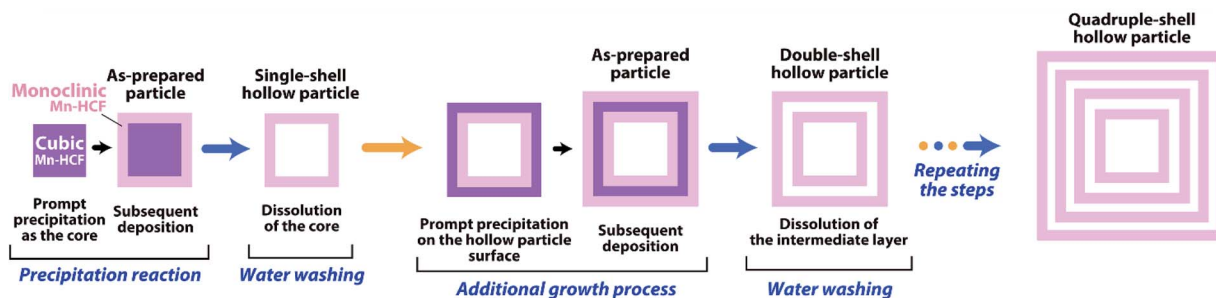 Monoclinic
Mn-HCF
Cubic
Mn-HCF
Prompt
precipitation
as the core
As-prepared
particle
Subsequent
deposition
Precipitation reaction
Single-shell
hollow particle
Dissolution
of the core
Water washing
Prompt precipitation
on the hollow particle
surface
As-prepared
particle
Subsequent
deposition
Additional growth process
Double-shell
hollow particle
Dissolution of
the intermediate layer
Water washing
Repeating
the steps
Quadruple-shell
hollow particle